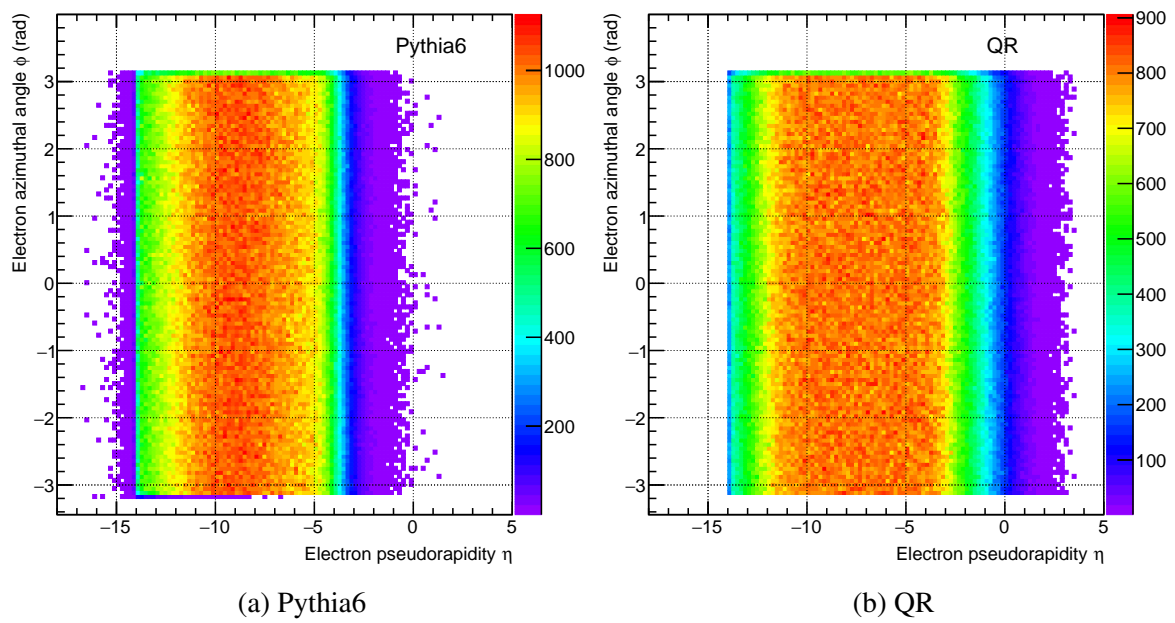 Pythia6
Electron azimuthal angle ϕ (rad)
3
2
1
0
−1
−2
−3
−15 −10 −5 0 5
Electron pseudorapidity η
1000
800
600
400
200
(a) Pythia6
QR
Electron azimuthal angle ϕ (rad)
3
2
1
0
−1
−2
−3
−15 −10 −5 0 5
Electron pseudorapidity η
900
800
700
600
500
400
300
200
100
(b) QR